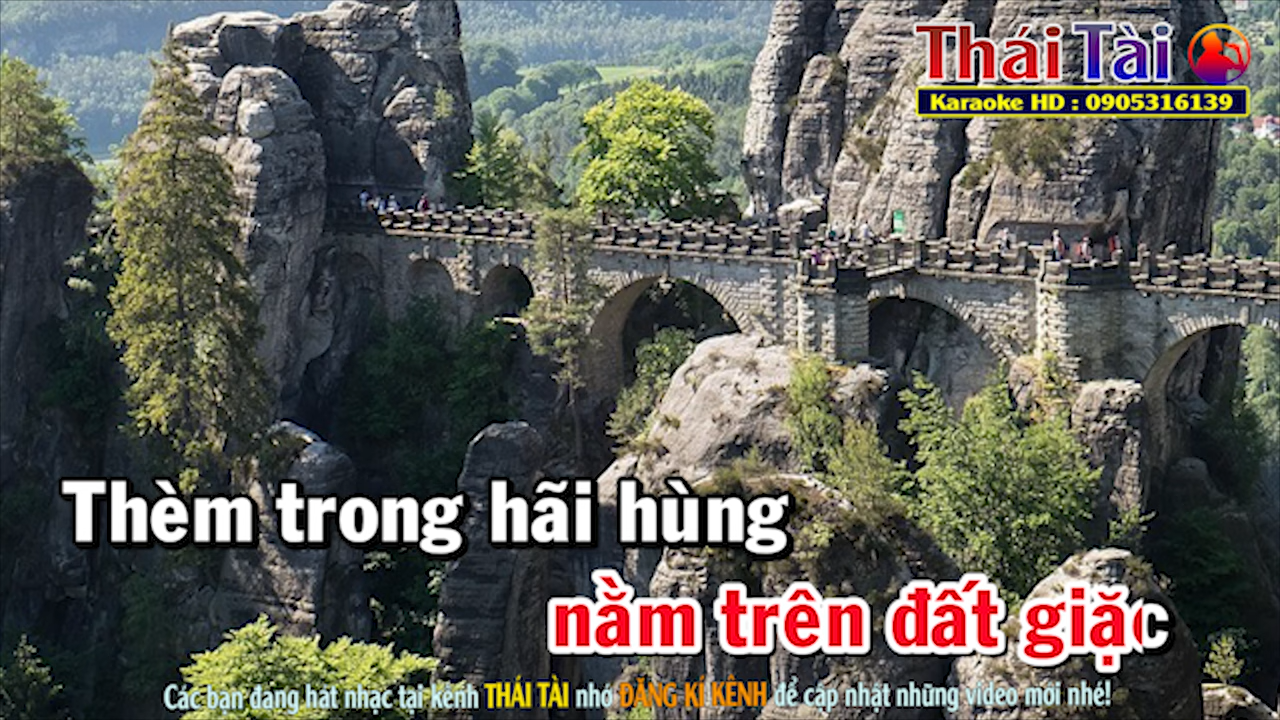 Thái Tài
Karaoke HD : 0905316139
Thèm trong hãi hùng
nằm trên đất giặc
Các bạn đang hát nhạc tại kênh THÁI TÀI nhớ ĐĂNG KÍ KÊNH để cập nhật những video mới nhé!